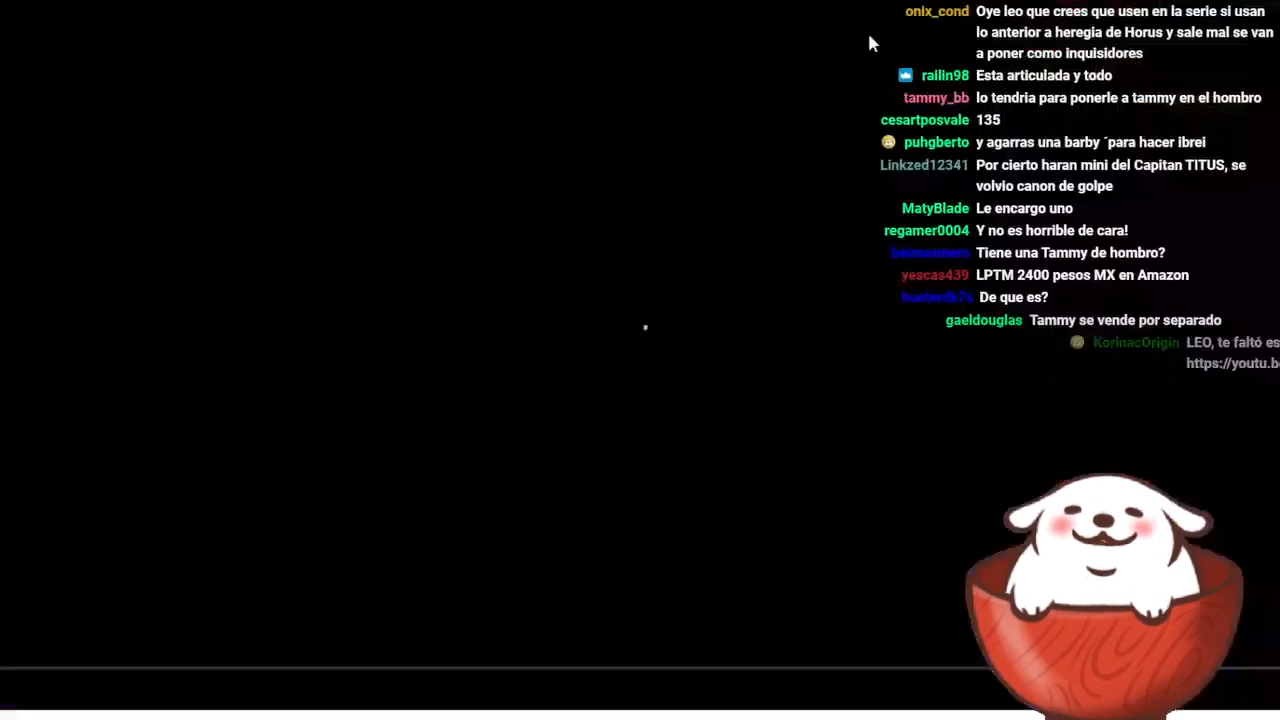 onix_cond Oye leo que crees que usen en la serie si usan
lo anterior a heregia de Horus y sale mal se van
a poner como inquisidores
railin98 Esta articulada y todo
tammy_bb lo tendria para ponerle a tammy en el hombro
cesartposvale 135
puhgberto y agarras una barby ´para hacer ibrei
Linkzed12341 Por cierto haran mini del Capitan TITUS, se
volvio canon de golpe
MatyBlade Le encargo uno
regamer0004 Y no es horrible de cara!
Tiene una Tammy de hombro?
yescas439 LPTM 2400 pesos MX en Amazon
De que es?
gaeldouglas Tammy se vende por separado
KorinacOrigin LEO, te faltó es
https://youtu.b